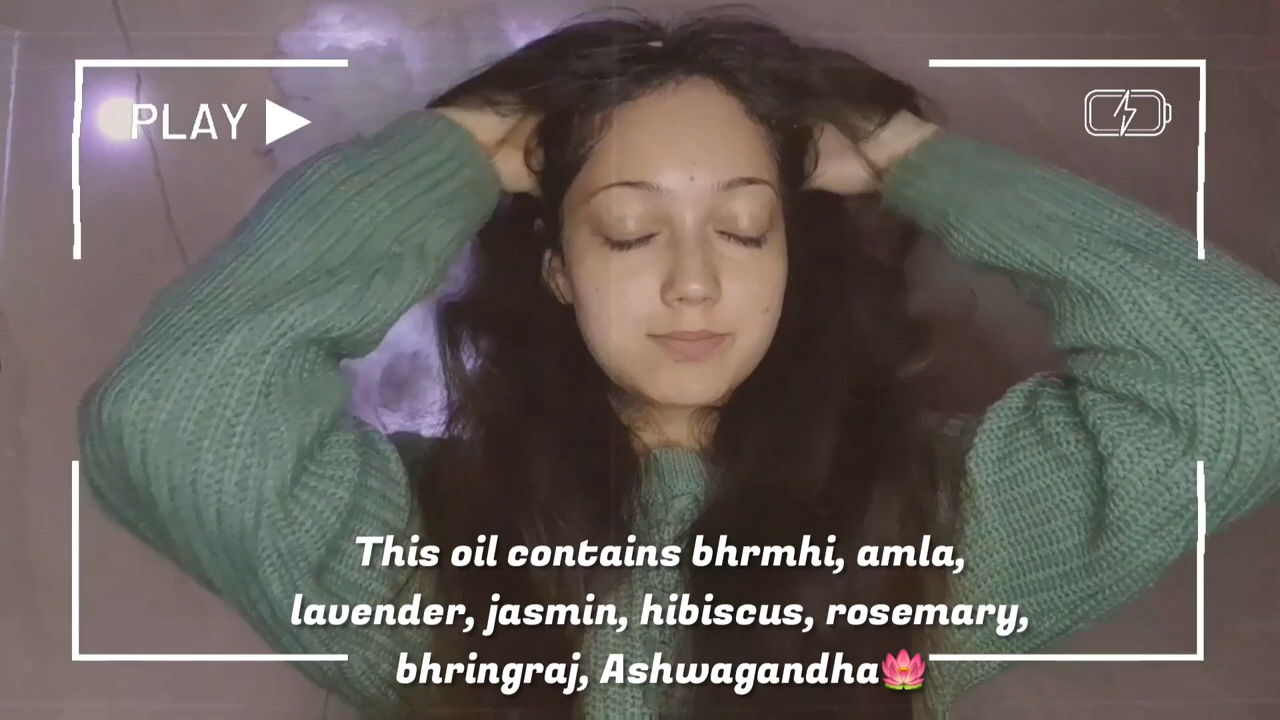 PLAY
This oil contains bhrmhi, amla,
lavender, jasmin, hibiscus, rosemary,
bhringraj, Ashwagandha🪷